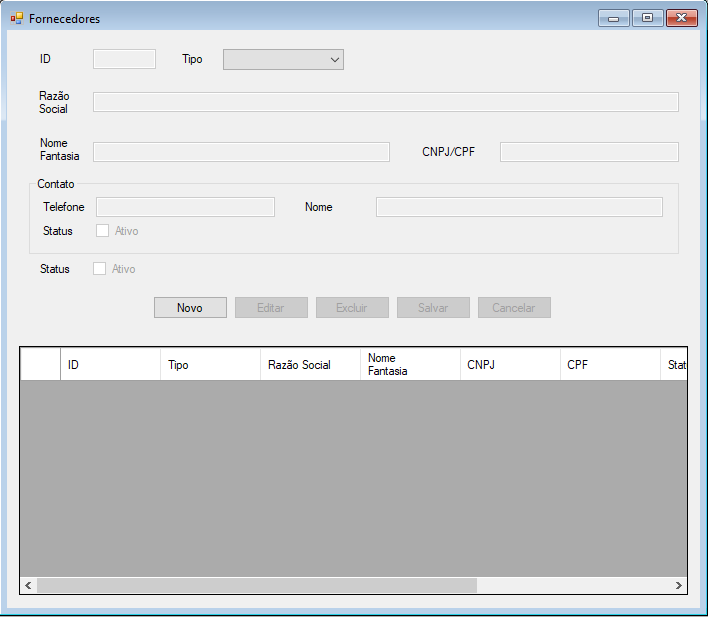 Fornecedores
ID
Tipo
Razão
Social
Nome
Fantasia
CNPJ/CPF
Contato
Telefone
Nome
Status
Ativo
Status
Ativo
Novo
Editar
Excluir
Salvar
Cancelar
ID
Tipo
Razão Social
Nome
Fantasia
CNPJ
CPF
Stat